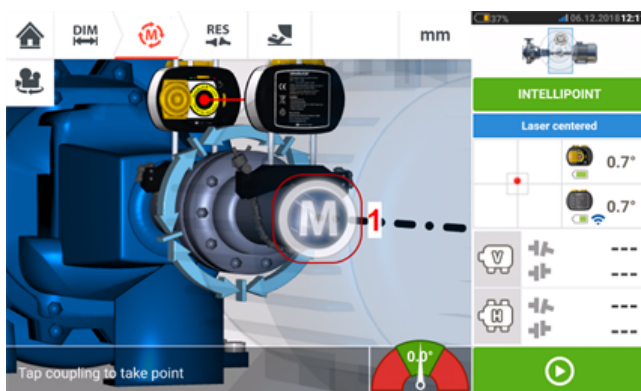 DIM
M
RES
mm
37%
06.12.2018 12:1
INTELLIPOINT
Laser centered
0.7°
0.7°
M
1
V
---
---
H
---
---
0.0°
Tap coupling to take point